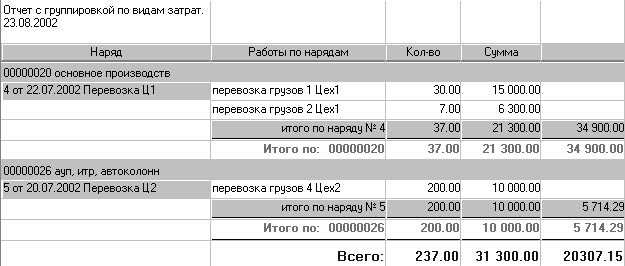 Отчет с группировкой по видам затрат.
23.08.2002
Наряд Работы по нарядам Кол-во Сумма
00000020 основное производств
4 от 22.07.2002 Перевозка Ц1 перевозка грузов 1 Цех1 30.00 15 000.00
перевозка грузов 2 Цех1 7.00 6 300.00
итого по наряду № 4 37.00 21 300.00 34 900.00
Итого по: 00000020 37.00 21 300.00 34 900.00
00000026 ауп, итр, автоколонн
5 от 20.07.2002 Перевозка Ц2 перевозка грузов 4 Цех2 200.00 10 000.00
итого по наряду № 5 200.00 10 000.00 5 714.29
Итого по: 00000026 200.00 10 000.00 5 714.29
Всего: 237.00 31 300.00 20307.15